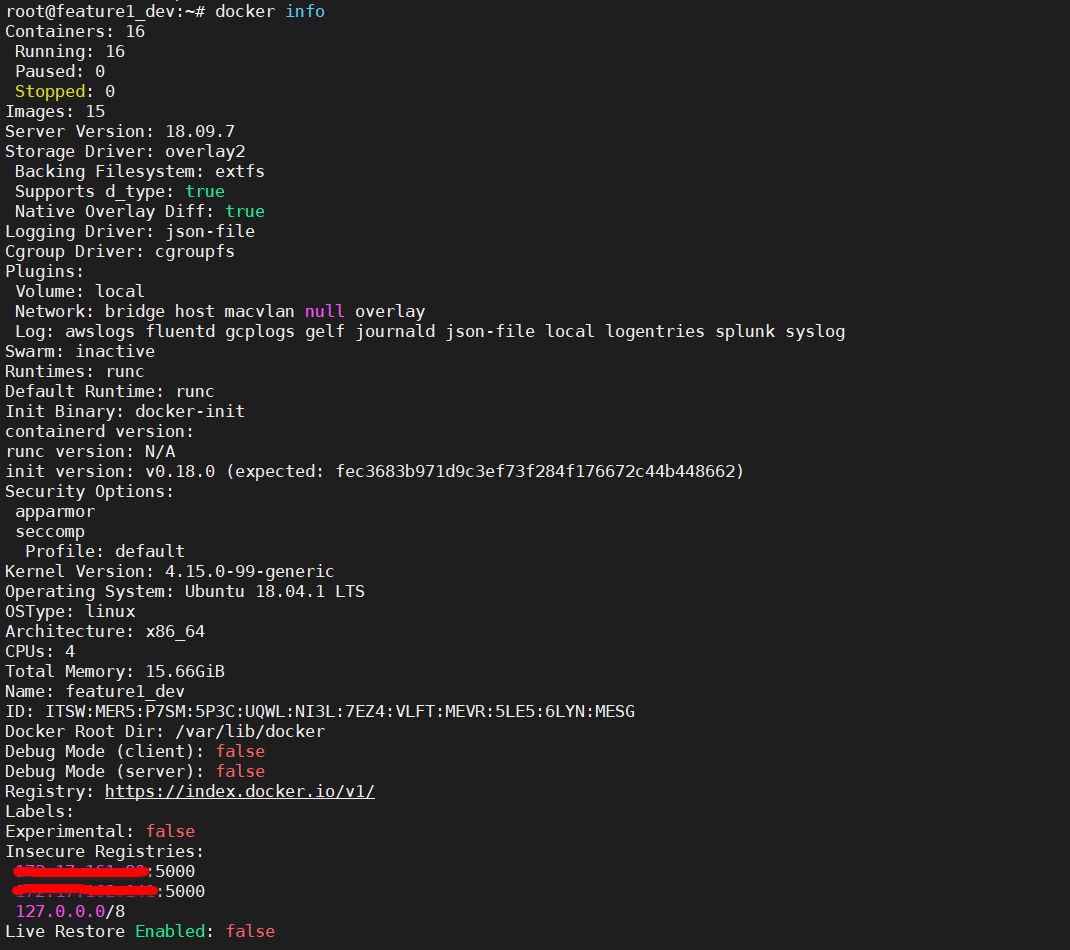 root@feature1_dev:~# docker info
Containers: 16
Running: 16
Paused: 0
Stopped: 0
Images: 15
Server Version: 18.09.7
Storage Driver: overlay2
Backing Filesystem: extfs
Supports d_type: true
Native Overlay Diff: true
Logging Driver: json-file
Cgroup Driver: cgroupfs
Plugins:
Volume: local
Network: bridge host macvlan null overlay
Log: awslogs fluentd gcplogs gelf journald json-file local logentries splunk syslog
Swarm: inactive
Runtimes: runc
Default Runtime: runc
Init Binary: docker-init
containerd version:
runc version: N/A
init version: v0.18.0 (expected: fec3683b971d9c3ef73f284f176672c44b448662)
Security Options:
apparmor
seccomp
Profile: default
Kernel Version: 4.15.0-99-generic
Operating System: Ubuntu 18.04.1 LTS
OSType: linux
Architecture: x86_64
CPUs: 4
Total Memory: 15.66GiB
Name: feature1_dev
ID: ITSW:MER5:P7SM:5P3C:UQWL:NI3L:7EZ4:VLFT:MEVR:5LE5:6LYN:MESG
Docker Root Dir: /var/lib/docker
Debug Mode (client): false
Debug Mode (server): false
Registry: https://index.docker.io/v1/
Labels:
Experimental: false
Insecure Registries:
:5000
:5000
127.0.0.0/8
Live Restore Enabled: false